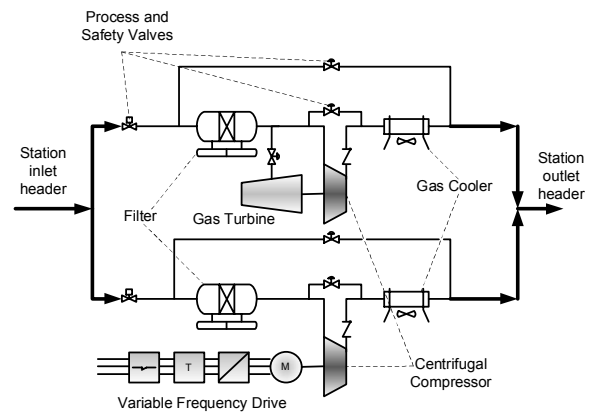 Process and
Safety Valves
Station
inlet
header
Filter
Gas Turbine
Gas Cooler
Station
outlet
header
T
M
Centrifugal
Compressor
Variable Frequency Drive